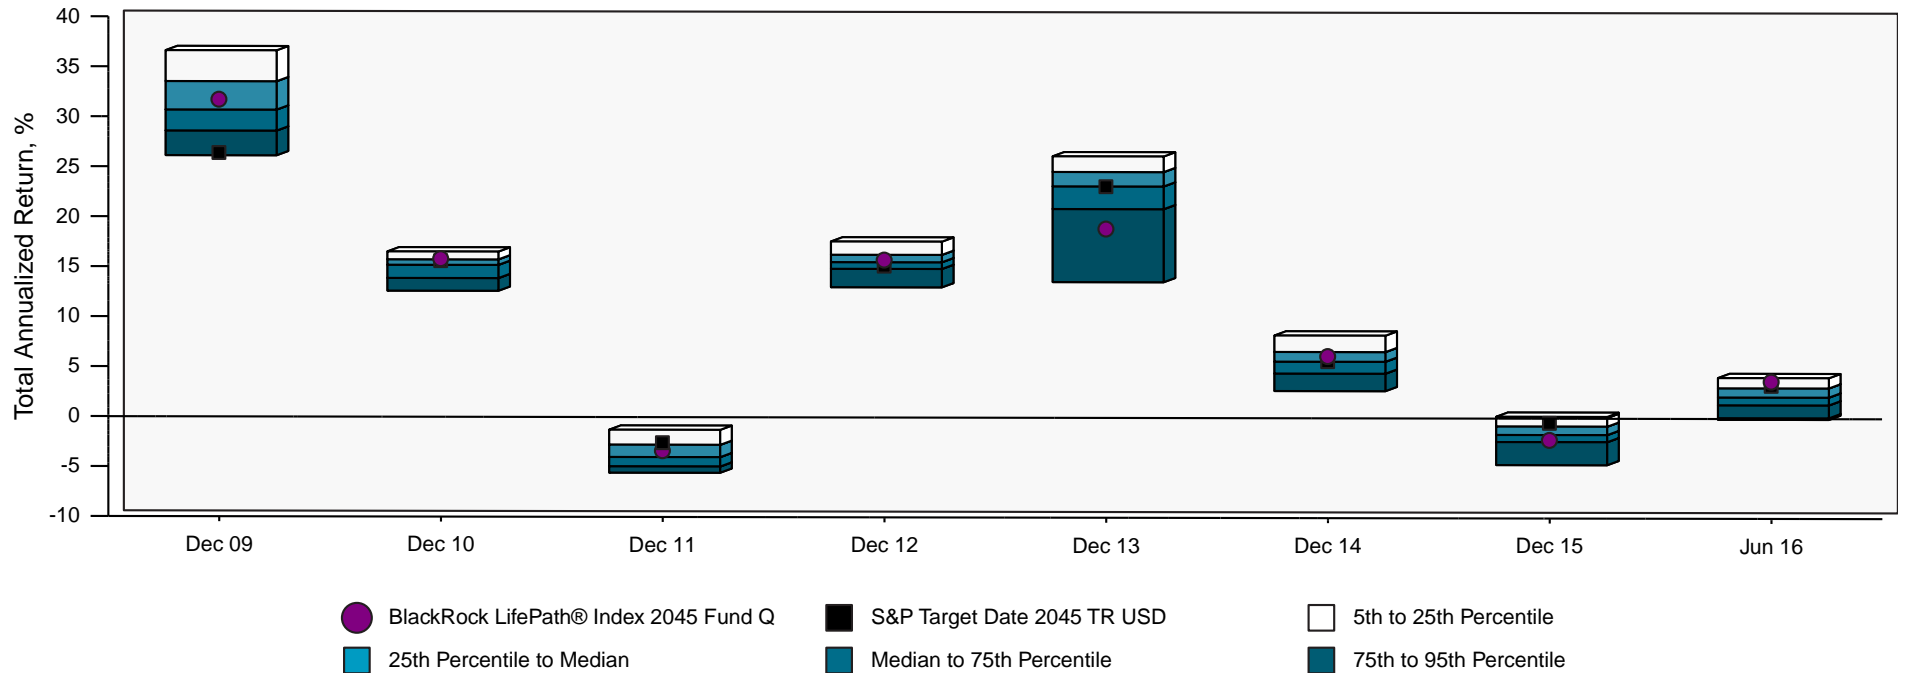 40
35
30
25
20
15
10
5
0
-5
-10
Total Annualized Return, %
Dec 09 Dec 10 Dec 11 Dec 12 Dec 13 Dec 14 Dec 15 Jun 16
BlackRock LifePath® Index 2045 Fund Q S&P Target Date 2045 TR USD 5th to 25th Percentile
25th Percentile to Median Median to 75th Percentile 75th to 95th Percentile